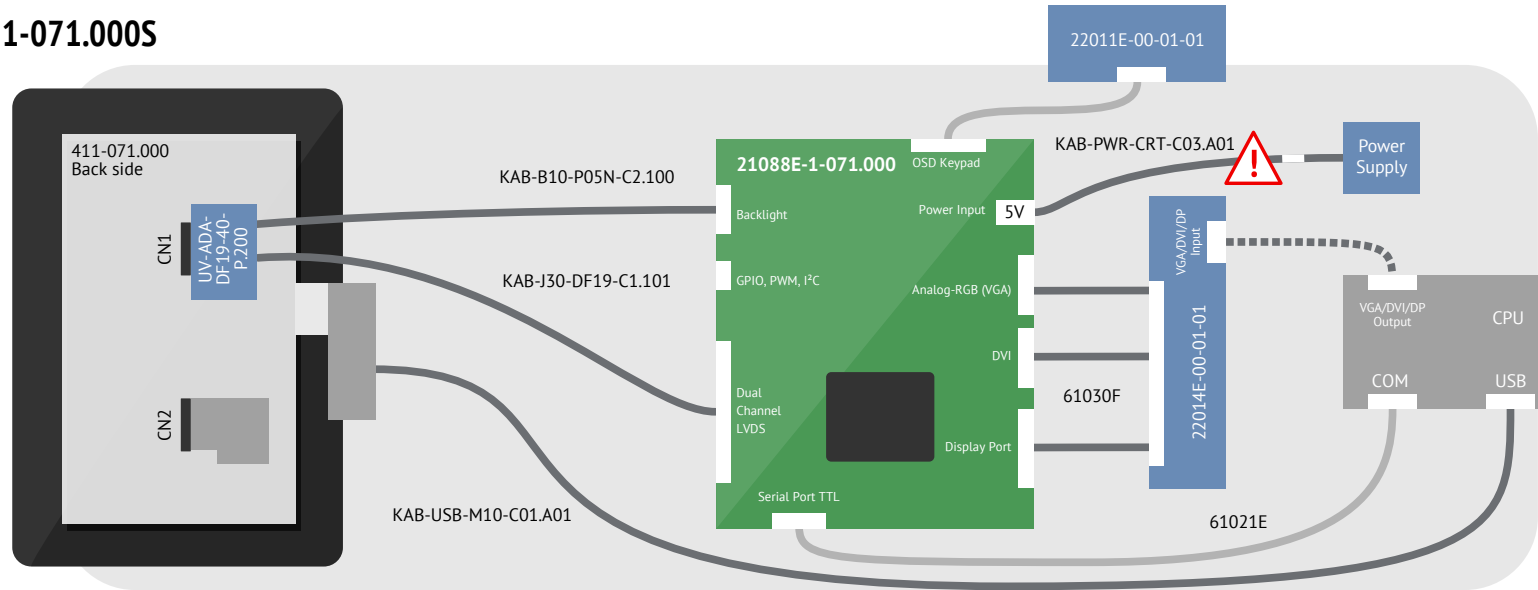 1-071.000S
22011E-00-01-01
411-071.000
Back side
CN1
UV-ADA-
DF19-40-
P.200
CN2
KAB-B10-P05N-C2.100
KAB-J30-DF19-C1.101
KAB-USB-M10-C01.A01
21088E-1-071.000
OSD Keypad
Backlight
Power Input
5V
GPIO, PWM, I²C
Analog-RGB (VGA)
DVI
Dual
Channel
LVDS
Display Port
Serial Port TTL
KAB-PWR-CRT-C03.A01
!
Power
Supply
VGA/DVI/DP
Input
22014E-00-01-01
61030F
61021E
VGA/DVI/DP
Output
CPU
COM
USB